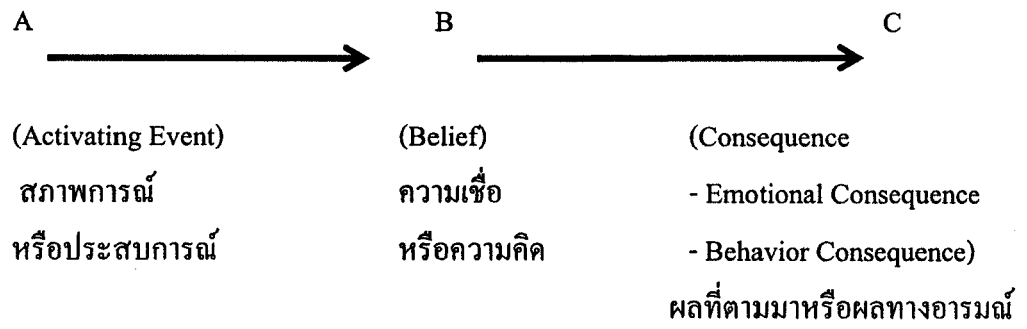 A B C
(Activating Event) (Belief) (Consequence
สภาพการณ์ ความเชื่อ - Emotional Consequence
หรือประสบการณ์ หรือความคิด - Behavior Consequence)
ผลที่ตามมาหรือผลทางอารมณ์